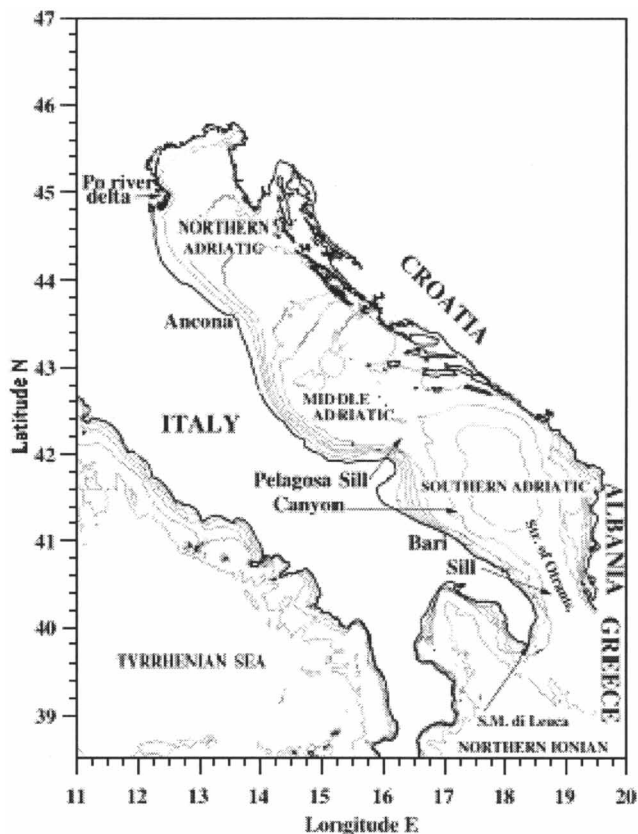 47
46
45
44
43
42
41
40
39
Latitude N
Po river
delta
NORTHERN
ADRIATIC
CROATIA
Ancona
MIDDLE
ADRIATIC
ITALY
Pelagosa Sill
Canyon
SOUTHERN ADRIATIC
Bari
Sill
Str. of Otranto
ALBANIA
GREECE
TYRRHENIAN SEA
S.M. di Leuca
NORTHERN IONIAN
11 12 13 14 15 16 17 18 19 20
Longitude E